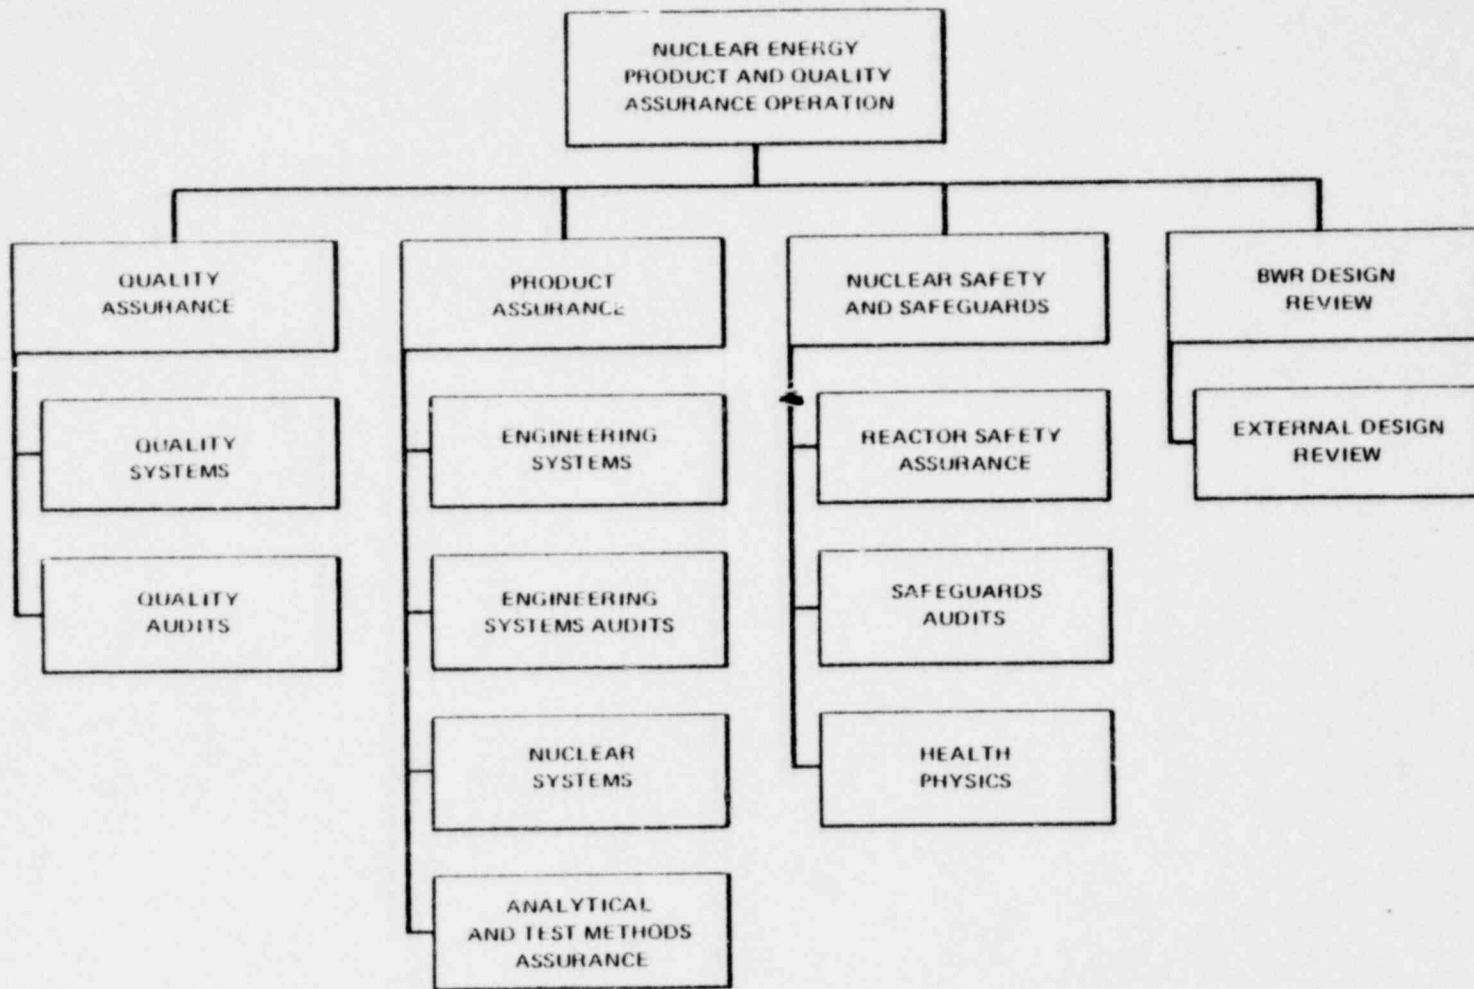 NUCLEAR ENERGY
PRODUCT AND QUALITY
ASSURANCE OPERATION
QUALITY
ASSURANCE
QUALITY
SYSTEMS
QUALITY
AUDITS
PRODUCT
ASSURANCE
ENGINEERING
SYSTEMS
ENGINEERING
SYSTEMS AUDITS
NUCLEAR
SYSTEMS
ANALYTICAL
AND TEST METHODS
ASSURANCE
NUCLEAR SAFETY
AND SAFEGUARDS
REACTOR SAFETY
ASSURANCE
SAFEGUARDS
AUDITS
HEALTH
PHYSICS
BWR DESIGN
REVIEW
EXTERNAL DESIGN
REVIEW